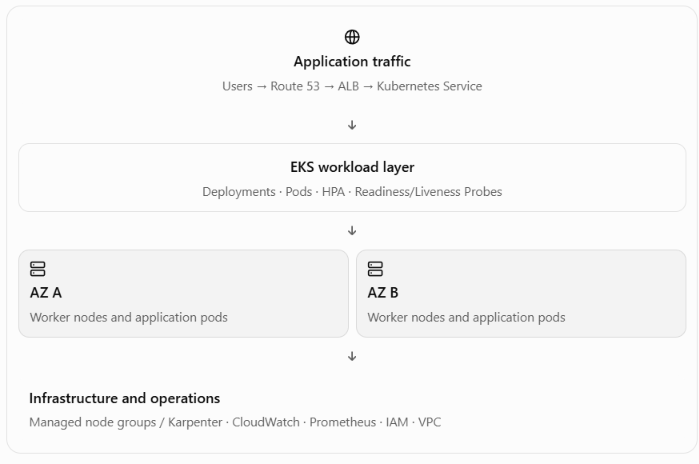 Application traffic
Users → Route 53 → ALB → Kubernetes Service
EKS workload layer
Deployments · Pods · HPA · Readiness/Liveness Probes
AZ A
Worker nodes and application pods
AZ B
Worker nodes and application pods
Infrastructure and operations
Managed node groups / Karpenter · CloudWatch · Prometheus · IAM · VPC